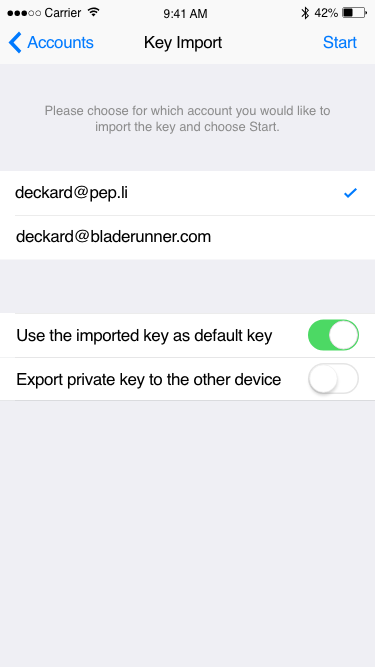 Carrier 9:41 AM 42%
Accounts Key Import Start
Please choose for which account you would like to
import the key and choose Start.
deckard@pep.li
deckard@bladerunner.com
Use the imported key as default key
Export private key to the other device